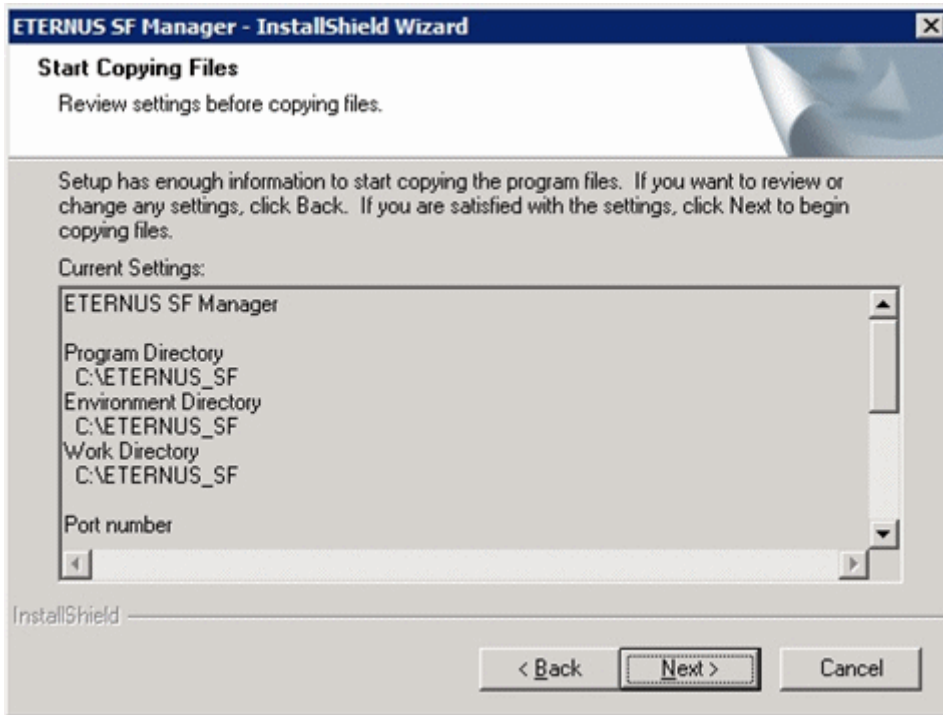 ETERNUS SF Manager - InstallShield Wizard
Start Copying Files
Review settings before copying files.
Setup has enough information to start copying the program files.  If you want to review or
change any settings, click Back.  If you are satisfied with the settings, click Next to begin
copying files.
Current Settings:
ETERNUS SF Manager
Program Directory
C:\ETERNUS_SF
Environment Directory
C:\ETERNUS_SF
Work Directory
C:\ETERNUS_SF
Port number
InstallShield
< Back
Next >
Cancel